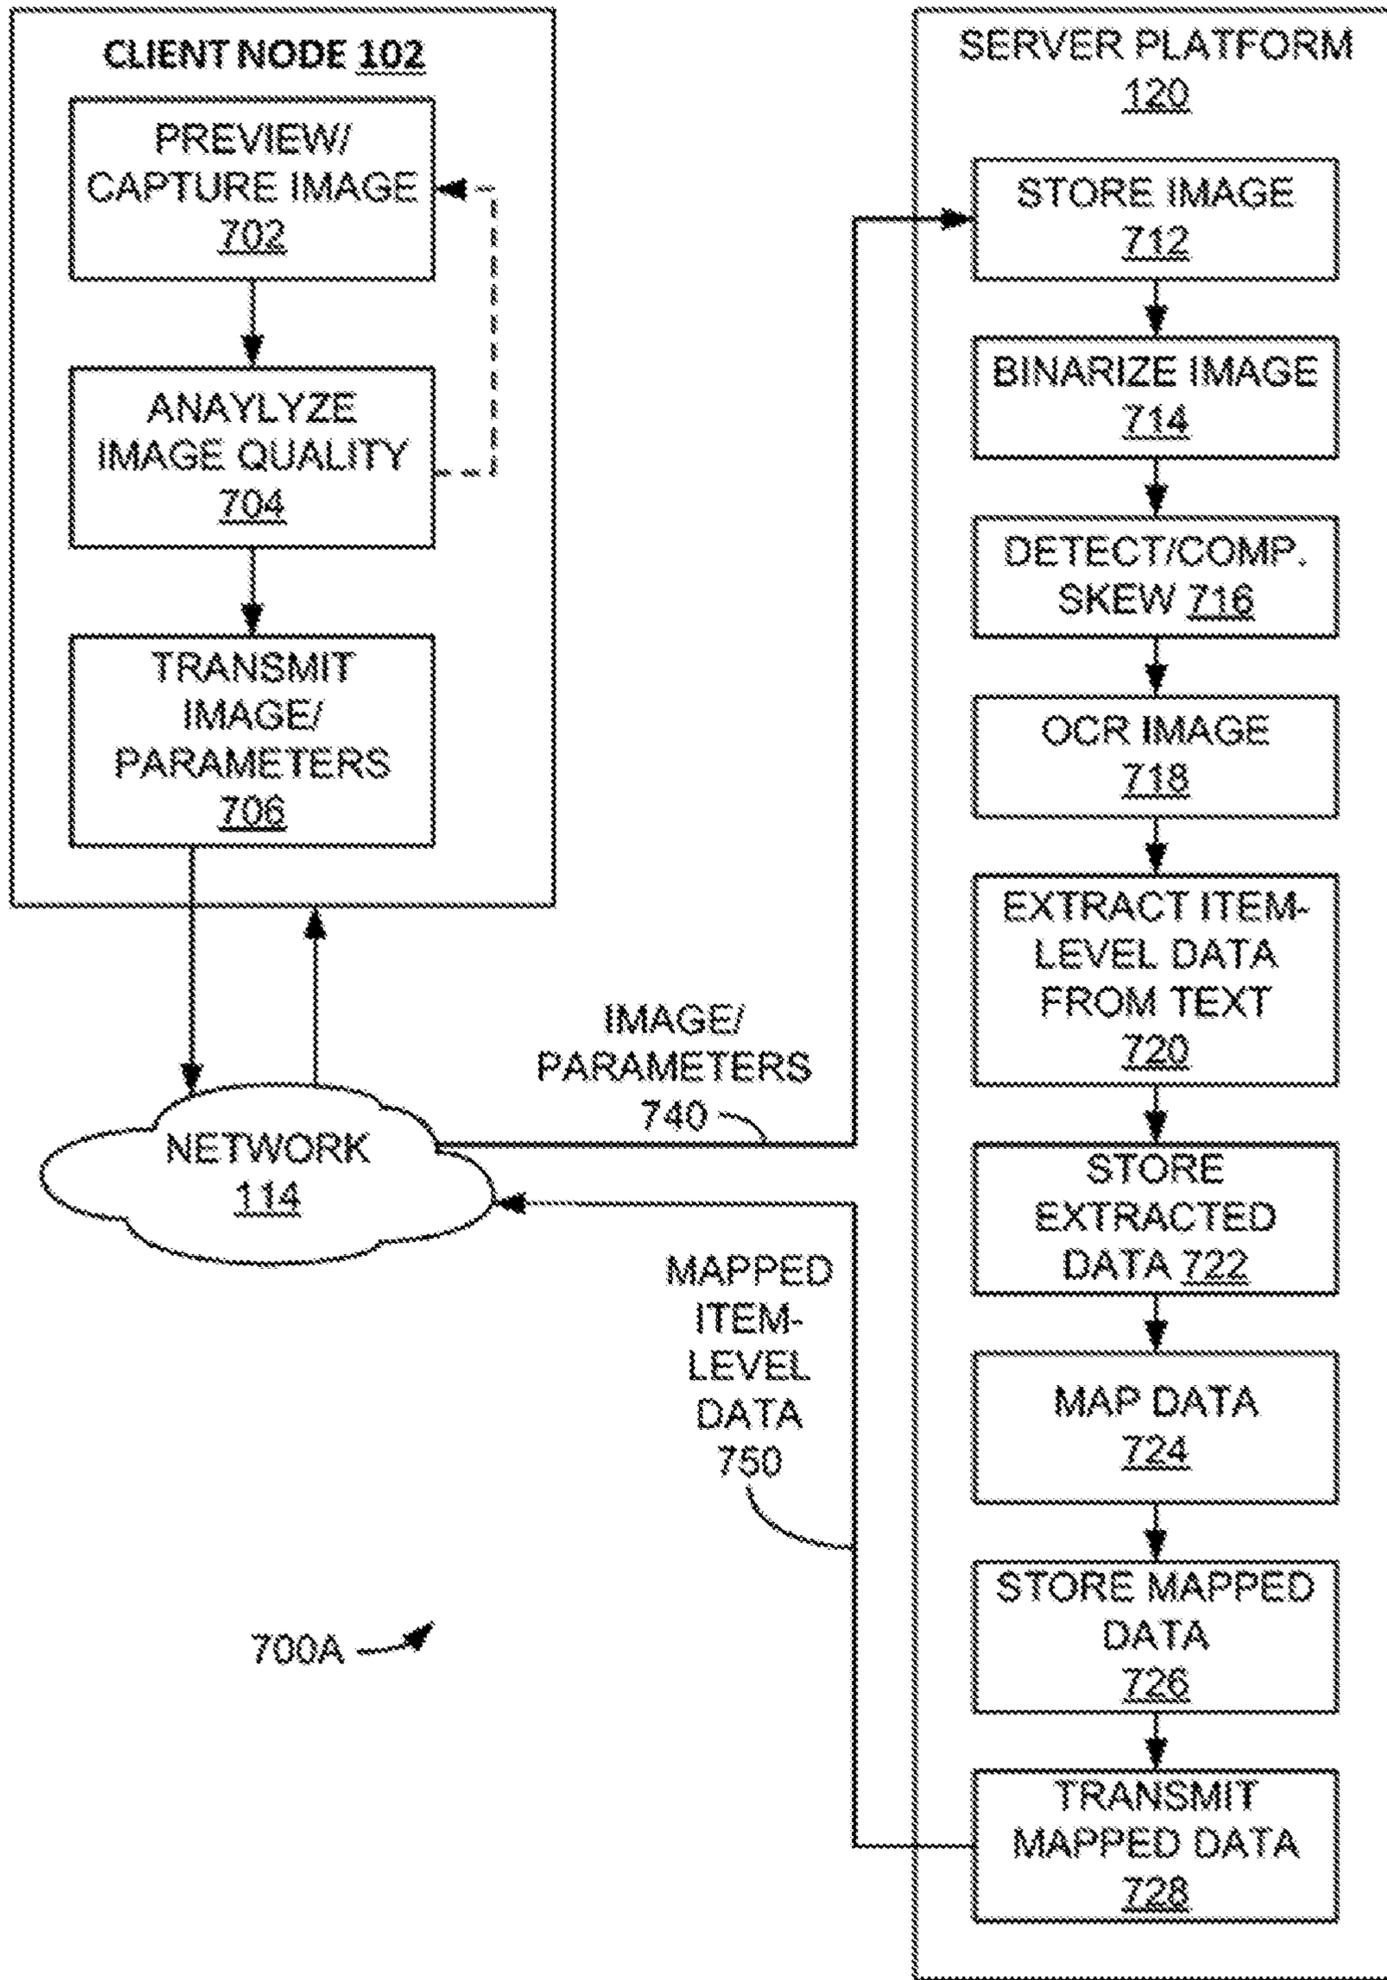 CLIENT NODE 102
PREVIEW/
CAPTURE IMAGE
702
ANAYLYZE
IMAGE QUALITY
704
TRANSMIT
IMAGE/
PARAMETERS
706
NETWORK
114
IMAGE/
PARAMETERS
740
MAPPED
ITEM-
LEVEL
DATA
750
700A
SERVER PLATFORM
120
STORE IMAGE
712
BINARIZE IMAGE
714
DETECT/COMP.
SKEW 716
OCR IMAGE
718
EXTRACT ITEM-
LEVEL DATA
FROM TEXT
720
STORE
EXTRACTED
DATA 722
MAP DATA
724
STORE MAPPED
DATA
726
TRANSMIT
MAPPED DATA
728